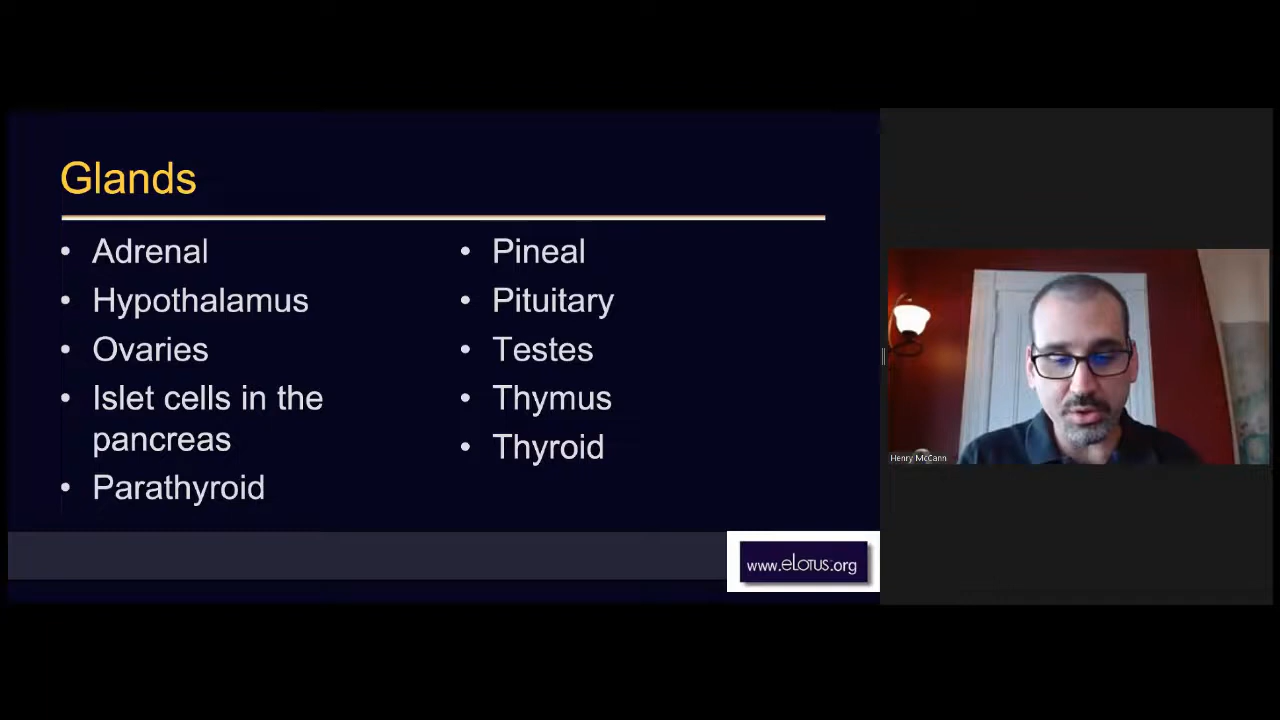 Glands
• Adrenal
• Hypothalamus
• Ovaries
• Islet cells in the
pancreas
• Parathyroid
• Pineal
• Pituitary
• Testes
• Thymus
• Thyroid
www.eLOTUS.org
Henry McCann